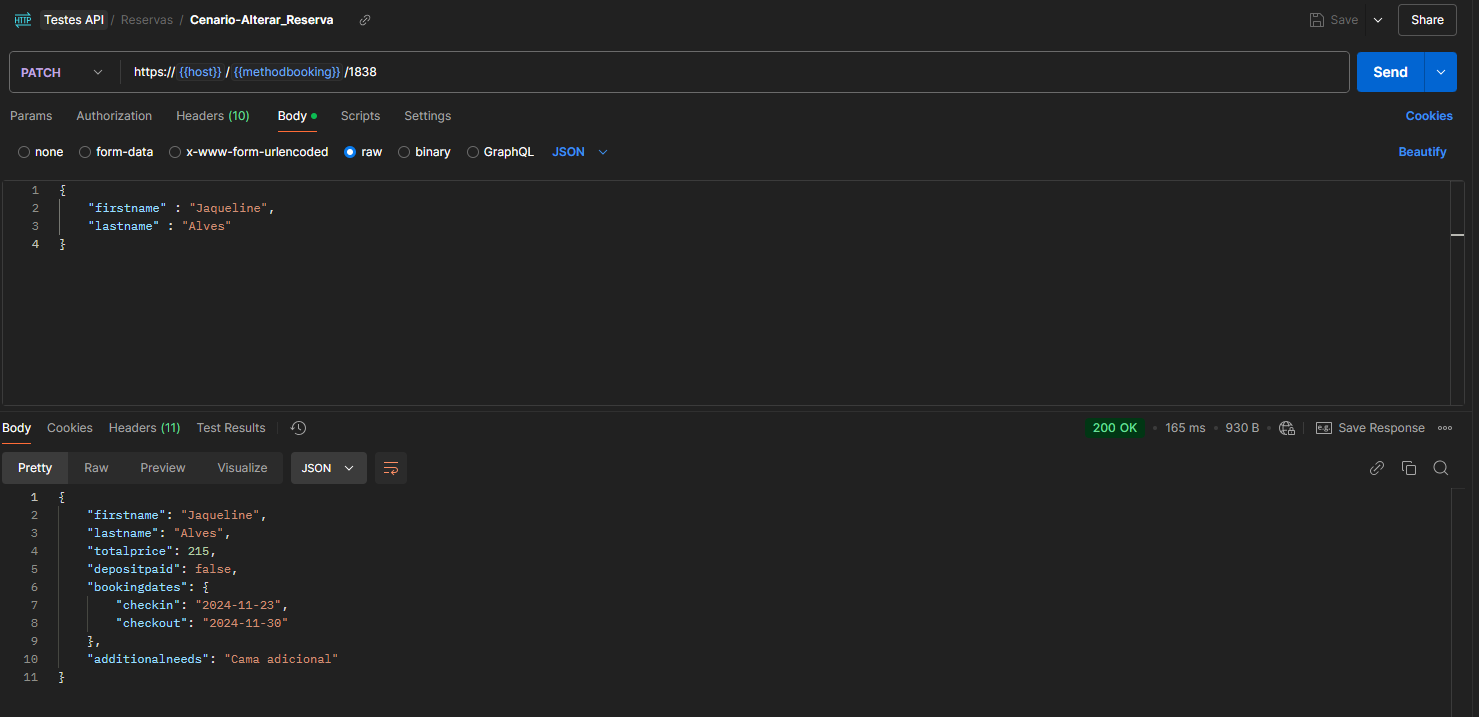 HTTP Testes API / Reservas / Cenario-Alterar_Reserva Save Share
PATCH https:// {{host}} / {{methodbooking}} /1838 Send
Params Authorization Headers (10) Body Scripts Settings Cookies
none form-data x-www-form-urlencoded raw binary GraphQL JSON Beautify
1 {
2 "firstname" : "Jaqueline",
3 "lastname" : "Alves"
4 }
Body Cookies Headers (11) Test Results 200 OK 165 ms 930 B e.g. Save Response
Pretty Raw Preview Visualize JSON
1 {
2 "firstname": "Jaqueline",
3 "lastname": "Alves",
4 "totalprice": 215,
5 "depositpaid": false,
6 "bookingdates": {
7 "checkin": "2024-11-23",
8 "checkout": "2024-11-30"
9 },
10 "additionalneeds": "Cama adicional"
11 }